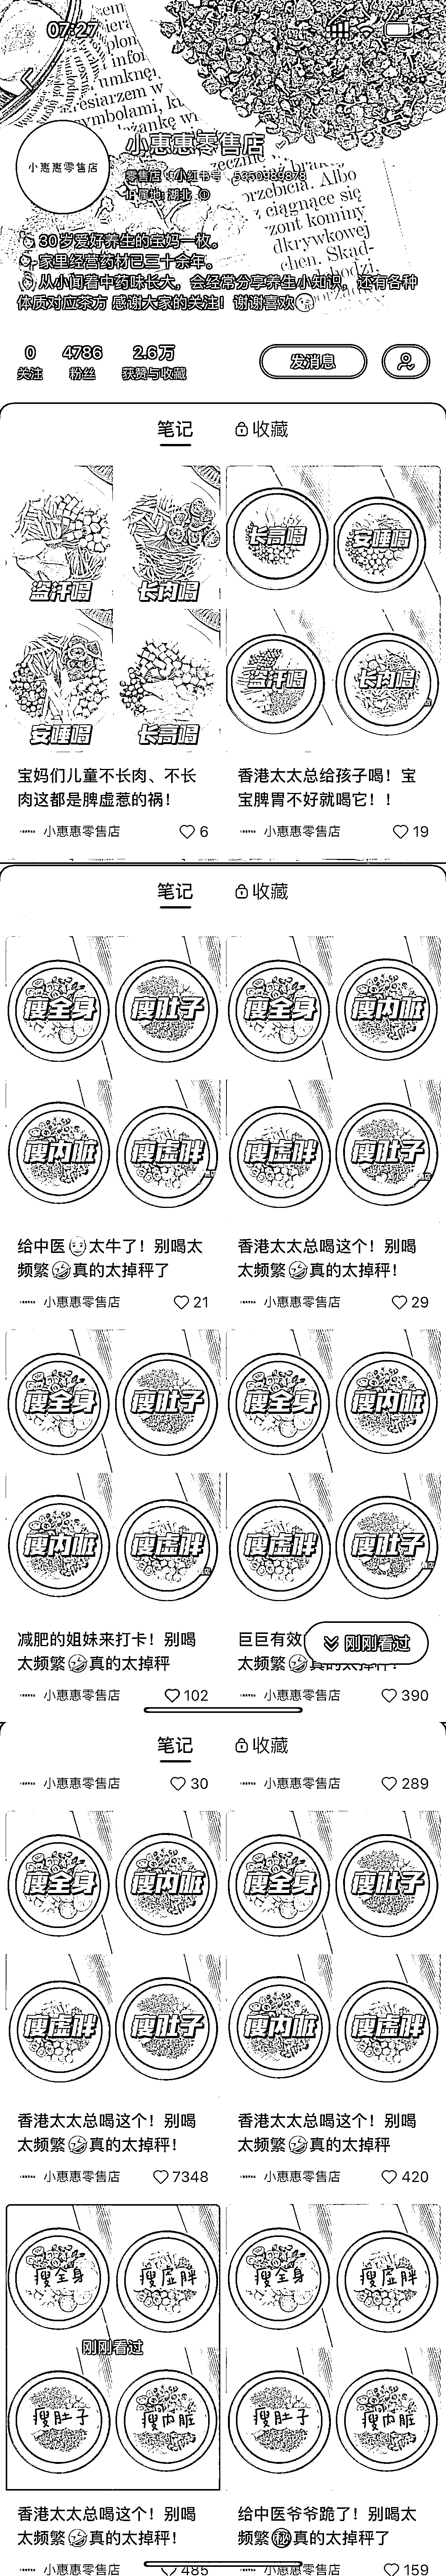 07:27
小惠惠零售店
小惠惠零售店
零售店 小红书号
IP属地：湖北
30岁爱好养生的宝妈一枚。
家里经营药材已三十余年。
从小闻着中药味长大，会经常分享养生小知识，还有各种
体质对应茶方 感谢大家的关注！谢谢喜欢
0 4786 2.6万
关注 粉丝 获赞与收藏
发消息
笔记 收藏
盗汗喝 长肉喝
安睡喝 长高喝
长高喝 安睡喝
盗汗喝 长肉喝
宝妈们儿童不长肉、不长
肉这都是脾虚惹的祸！
小惠惠零售店 6
香港太太总给孩子喝！宝
宝脾胃不好就喝它！！
小惠惠零售店 19
笔记 收藏
瘦全身 瘦肚子
瘦内脏 瘦虚胖
瘦全身 瘦内脏
瘦虚胖 瘦肚子
给中医太牛了！别喝太
频繁🤣真的太掉秤了
小惠惠零售店 21
香港太太总喝这个！别喝
太频繁🤣真的太掉秤！
小惠惠零售店 29
瘦全身 瘦肚子
瘦内脏 瘦虚胖
瘦全身 瘦内脏
瘦虚胖 瘦肚子
减肥的姐妹来打卡！别喝
太频繁🤣真的太掉秤
小惠惠零售店 102
巨巨有效
太频繁🤣真的太掉秤！
小惠惠零售店 390
刚刚看过
笔记 收藏
小惠惠零售店 30
小惠惠零售店 289
瘦全身 瘦内脏
瘦虚胖 瘦肚子
瘦全身 瘦肚子
瘦内脏 瘦虚胖
香港太太总喝这个！别喝
太频繁🤣真的太掉秤！
小惠惠零售店 7348
香港太太总喝这个！别喝
太频繁🤣真的太掉秤
小惠惠零售店 420
瘦全身 瘦虚胖
刚刚看过
瘦肚子 瘦内脏
瘦全身 瘦虚胖
瘦肚子 瘦内脏
香港太太总喝这个！别喝
太频繁🤣真的太掉秤！
小惠惠零售店 485
给中医爷爷跪了！别喝太
频繁真的太掉秤了
小惠惠零售店 159